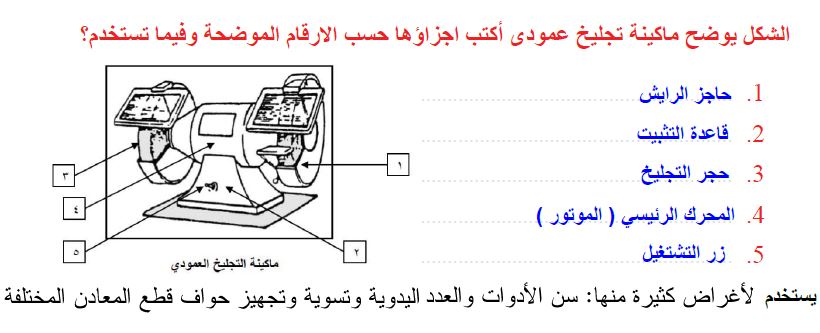 الشكل يوضح ماكينة تجليخ عمودى أكتب اجزاؤها حسب الارقام الموضحة وفيما تستخدم؟
1. حاجز الرايش
2. قاعدة التثبيت
3. حجر التجليخ
4. المحرك الرئيسي ( الموتور )
5. زر التشتغيل
١
٣
٤
٥
٢
ماكينة التجليخ العمودي
يستخدم لأغراض كثيرة منها: سن الأدوات والعدد اليدوية وتسوية وتجهيز حواف قطع المعادن المختلفة